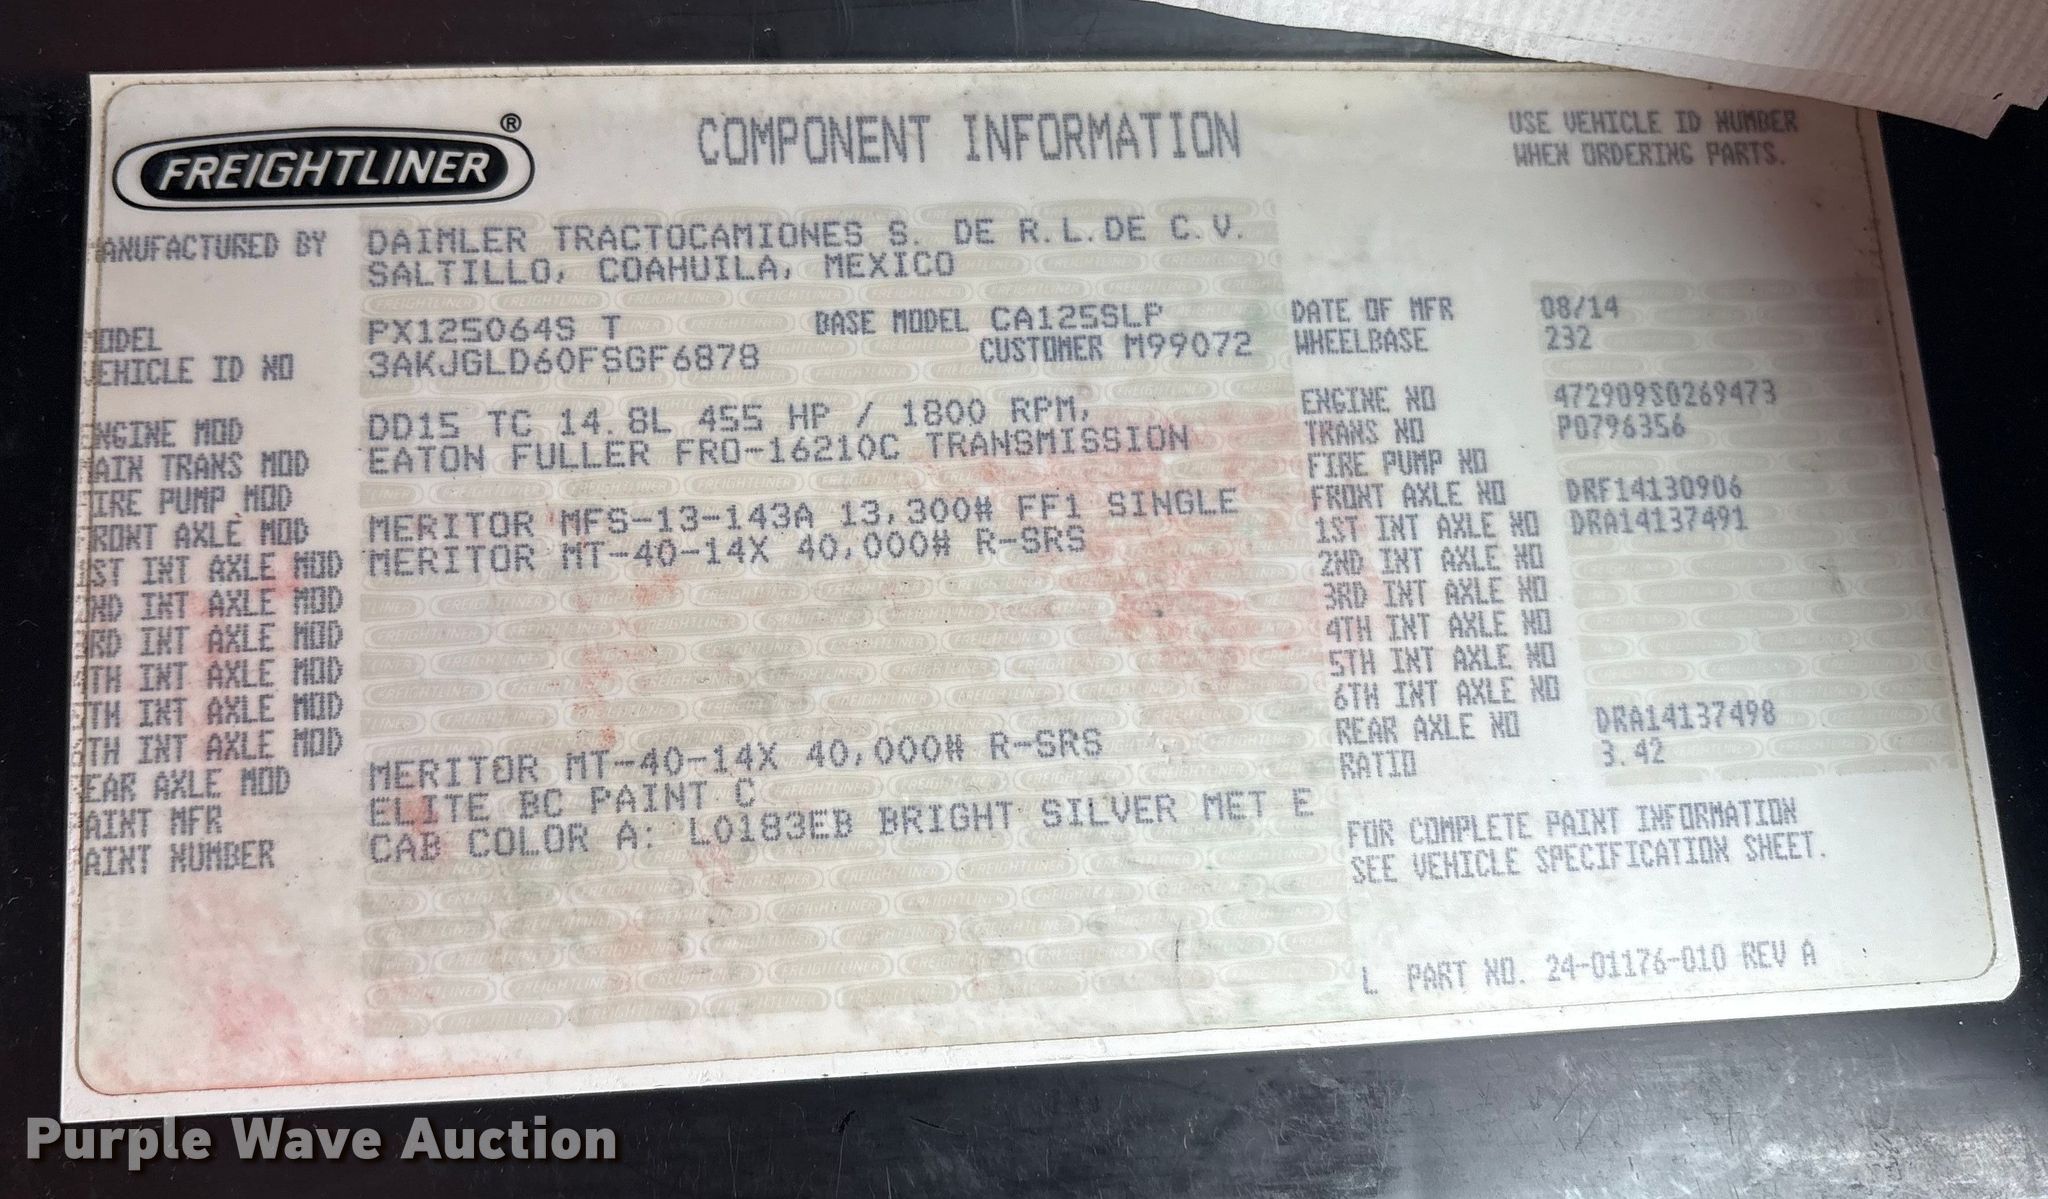 FREIGHTLINER®
COMPONENT INFORMATION
USE VEHICLE ID NUMBER
WHEN ORDERING PARTS.
ANUFACTURED BY DAIMLER TRACTOCAMIONES S. DE R.L.DE C.V.
SALTILLO, COAHUILA, MEXICO
ODEL PX125064S T BASE MODEL CA125SLP DATE OF MFR 08/14
EHICLE ID NO 3AKJGLD60FSGF6878 CUSTOMER M99072 WHEELBASE 232
NGINE MOD DD15 TC 14.8L 455 HP / 1800 RPM, ENGINE NO 472909S0269473
AIN TRANS MOD EATON FULLER FRO-16210C TRANSMISSION TRANS NO P0796356
IRE PUMP MOD FIRE PUMP NO
RONT AXLE MOD MERITOR MFS-13-143A 13,300# FF1 SINGLE FRONT AXLE NO DRF14130906
ST INT AXLE MOD MERITOR MT-40-14X 40,000# R-SRS 1ST INT AXLE NO DRA14137491
ND INT AXLE MOD 2ND INT AXLE NO
RD INT AXLE MOD 3RD INT AXLE NO
TH INT AXLE MOD 4TH INT AXLE NO
TH INT AXLE MOD 5TH INT AXLE NO
TH INT AXLE MOD 6TH INT AXLE NO
EAR AXLE MOD MERITOR MT-40-14X 40,000# R-SRS REAR AXLE NO DRA14137498
AINT MFR ELITE BC PAINT C RATIO 3.42
AINT NUMBER CAB COLOR A: L0183EB BRIGHT SILVER MET E
FOR COMPLETE PAINT INFORMATION
SEE VEHICLE SPECIFICATION SHEET.
L PART NO. 24-01176-010 REV A
Purple Wave Auction